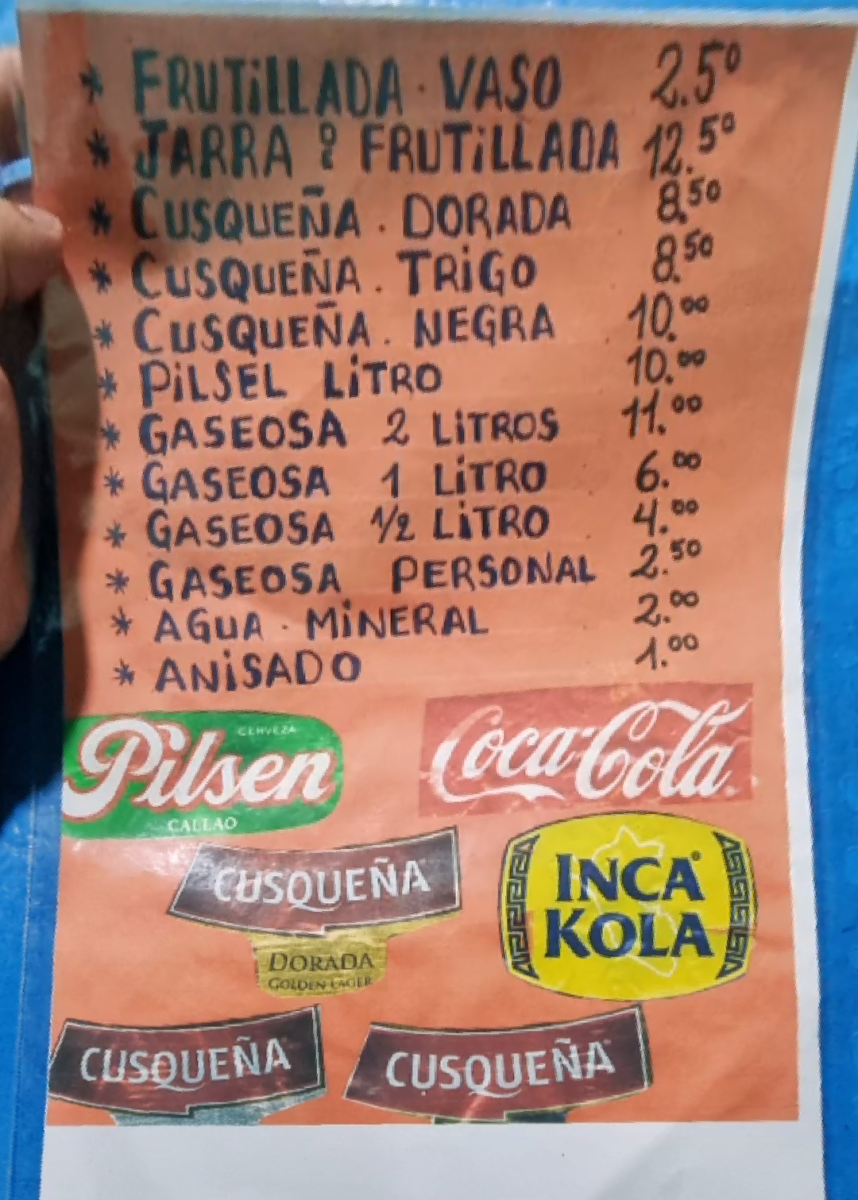 * FRUTiLLADA · VASO 2.50
* JARRA º FRUTiLLADA 12.50
* CUSQUEÑA . DORADA 8.50
* CUSQUEÑA . TRiGO 8.50
* CUSQUEÑA . NEGRA 10.00
* PiLSEL LiTRO 10.00
* GASEOSA 2 LiTROS 11.00
* GASEOSA 1 LiTRO 6.00
* GASEOSA 1/2 LiTRO 4.00
* GASEOSA PERSONAL 2.50
* AGUA · MiNERAL 2.00
* ANiSADO 1.00
CERVEZA
Pilsen
CALLAO
Coca-Cola
CUSQUEÑA
DORADA
GOLDEN LAGER
INCA
KOLA
CUSQUEÑA
CUSQUEÑA